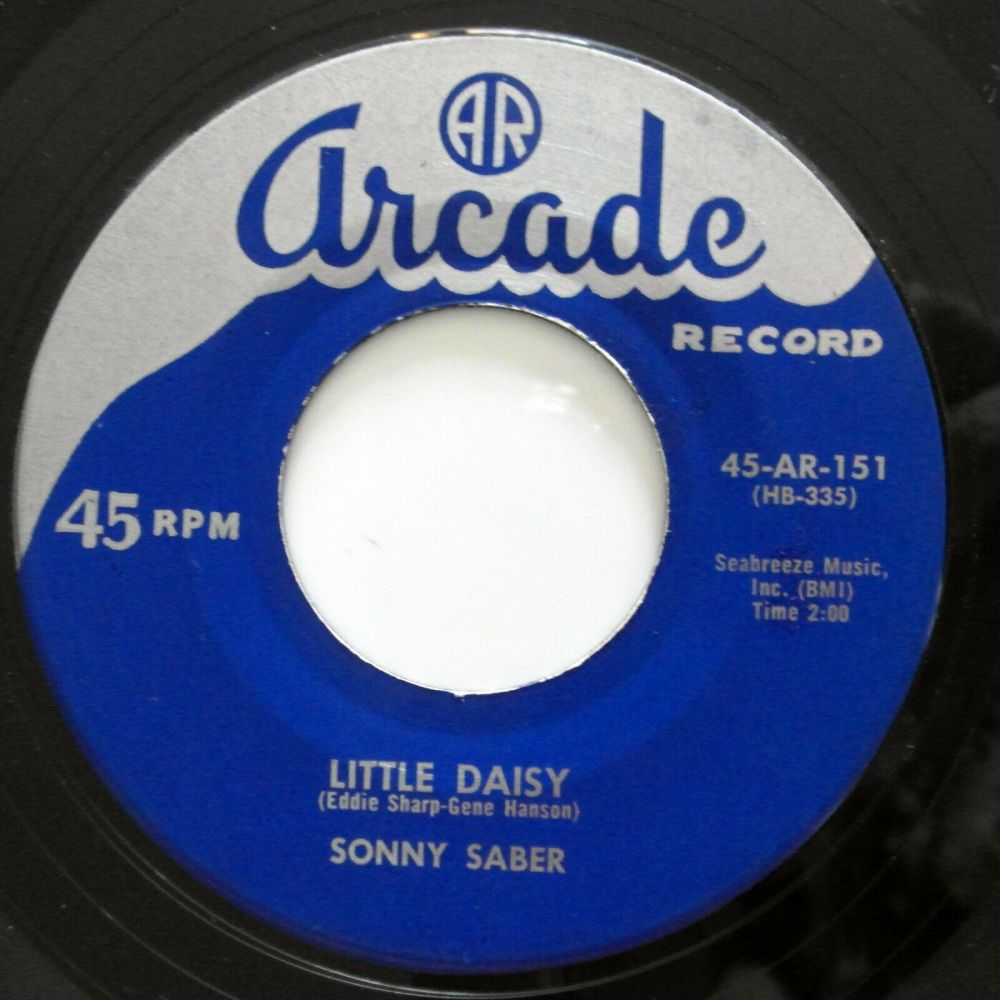 AR
Arcade
RECORD
45-AR-151
(HB-335)
45 RPM
Seabreeze Music,
Inc. (BMI)
Time 2:00
LITTLE DAISY
(Eddie Sharp-Gene Hanson)
SONNY SABER